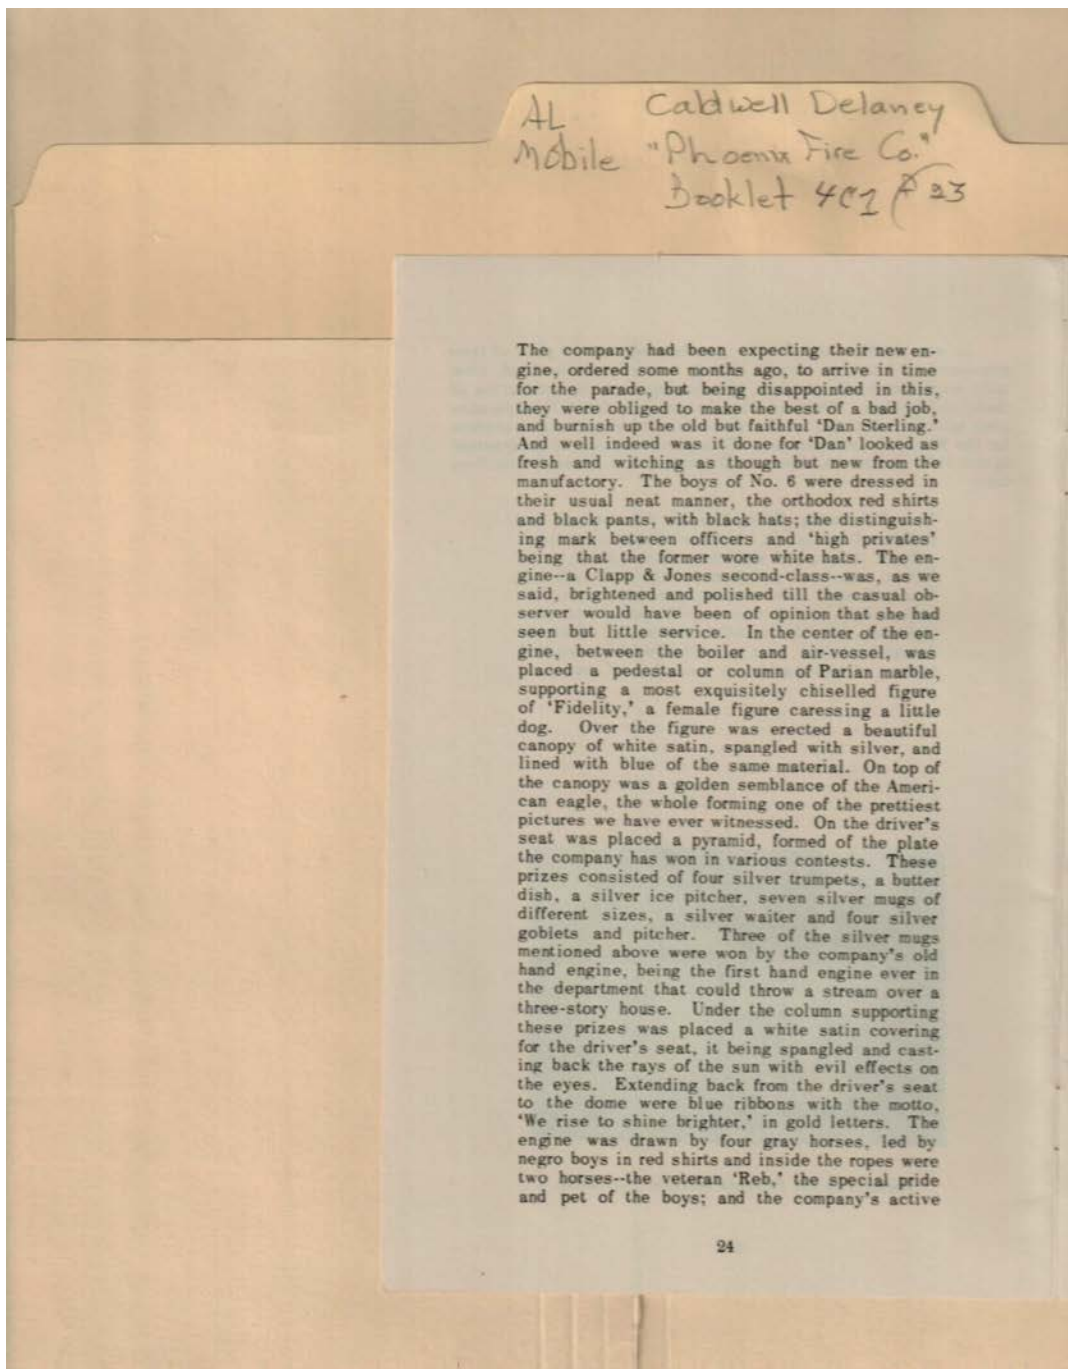 AL Caldwell Delaney
Mobile "Phoenix Fire Co."
Booklet 4C1 23
The company had been expecting their new en-
gine, ordered some months ago, to arrive in time
for the parade, but being disappointed in this,
they were obliged to make the best of a bad job,
and burnish up the old but faithful ‘Dan Sterling.’
And well indeed was it done for ‘Dan’ looked as
fresh and witching as though but new from the
manufactory. The boys of No. 6 were dressed in
their usual neat manner, the orthodox red shirts
and black pants, with black hats; the distinguish-
ing mark between officers and ‘high privates’
being that the former wore white hats. The en-
gine--a Clapp & Jones second-class--was, as we
said, brightened and polished till the casual ob-
server would have been of opinion that she had
seen but little service. In the center of the en-
gine, between the boiler and air-vessel, was
placed a pedestal or column of Parian marble,
supporting a most exquisitely chiselled figure
of ‘Fidelity,’ a female figure caressing a little
dog. Over the figure was erected a beautiful
canopy of white satin, spangled with silver, and
lined with blue of the same material. On top of
the canopy was a golden semblance of the Ameri-
can eagle, the whole forming one of the prettiest
pictures we have ever witnessed. On the driver’s
seat was placed a pyramid, formed of the plate
the company has won in various contests. These
prizes consisted of four silver trumpets, a butter
dish, a silver ice pitcher, seven silver mugs of
different sizes, a silver waiter and four silver
goblets and pitcher. Three of the silver mugs
mentioned above were won by the company’s old
hand engine, being the first hand engine ever in
the department that could throw a stream over a
three-story house. Under the column supporting
these prizes was placed a white satin covering
for the driver’s seat, it being spangled and cast-
ing back the rays of the sun with evil effects on
the eyes. Extending back from the driver’s seat
to the dome were blue ribbons with the motto,
‘We rise to shine brighter,’ in gold letters. The
engine was drawn by four gray horses, led by
negro boys in red shirts and inside the ropes were
two horses--the veteran ‘Reb,’ the special pride
and pet of the boys; and the company’s active
24